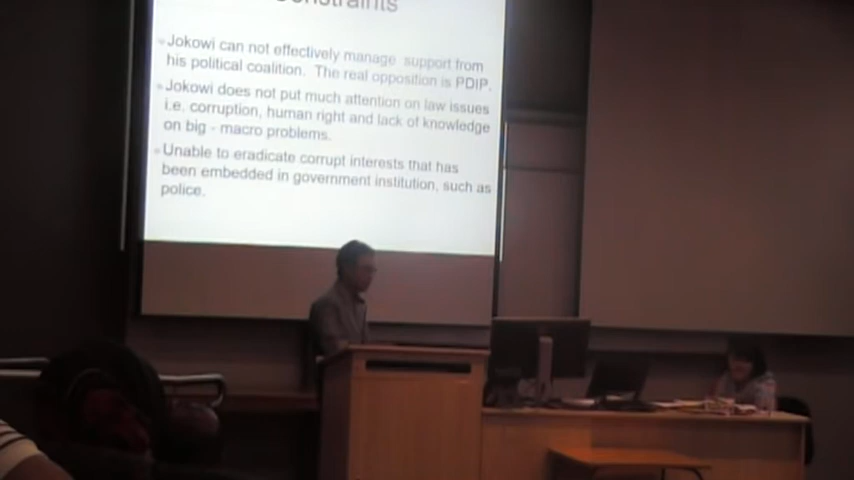 Constraints
Jokowi can not effectively manage support from
his political coalition. The real opposition is PDIP.
Jokowi does not put much attention on law issues
i.e. corruption, human right and lack of knowledge
on big - macro problems.
Unable to eradicate corrupt interests that has
been embedded in government institution, such as
police.